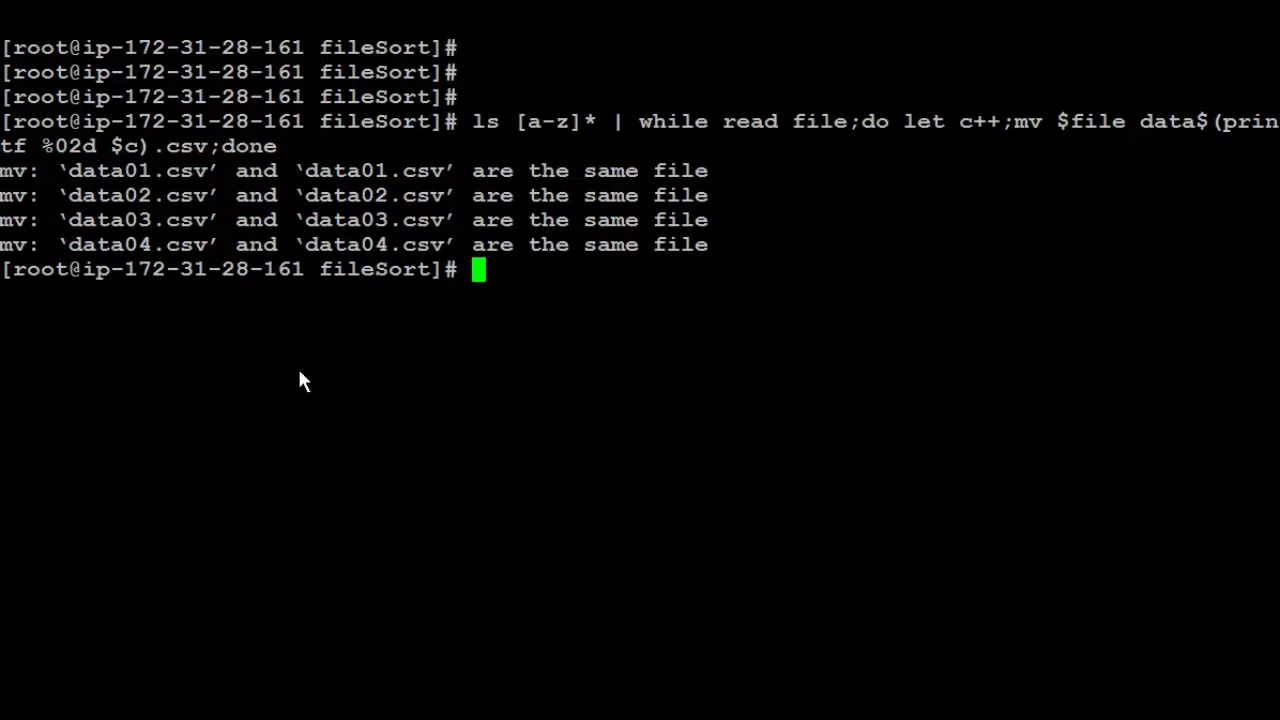 [root@ip-172-31-28-161 fileSort]#
[root@ip-172-31-28-161 fileSort]#
[root@ip-172-31-28-161 fileSort]#
[root@ip-172-31-28-161 fileSort]# ls [a-z]* | while read file;do let c++;mv $file data$(prin
tf %02d $c).csv;done
mv: ‘data01.csv’ and ‘data01.csv’ are the same file
mv: ‘data02.csv’ and ‘data02.csv’ are the same file
mv: ‘data03.csv’ and ‘data03.csv’ are the same file
mv: ‘data04.csv’ and ‘data04.csv’ are the same file
[root@ip-172-31-28-161 fileSort]#